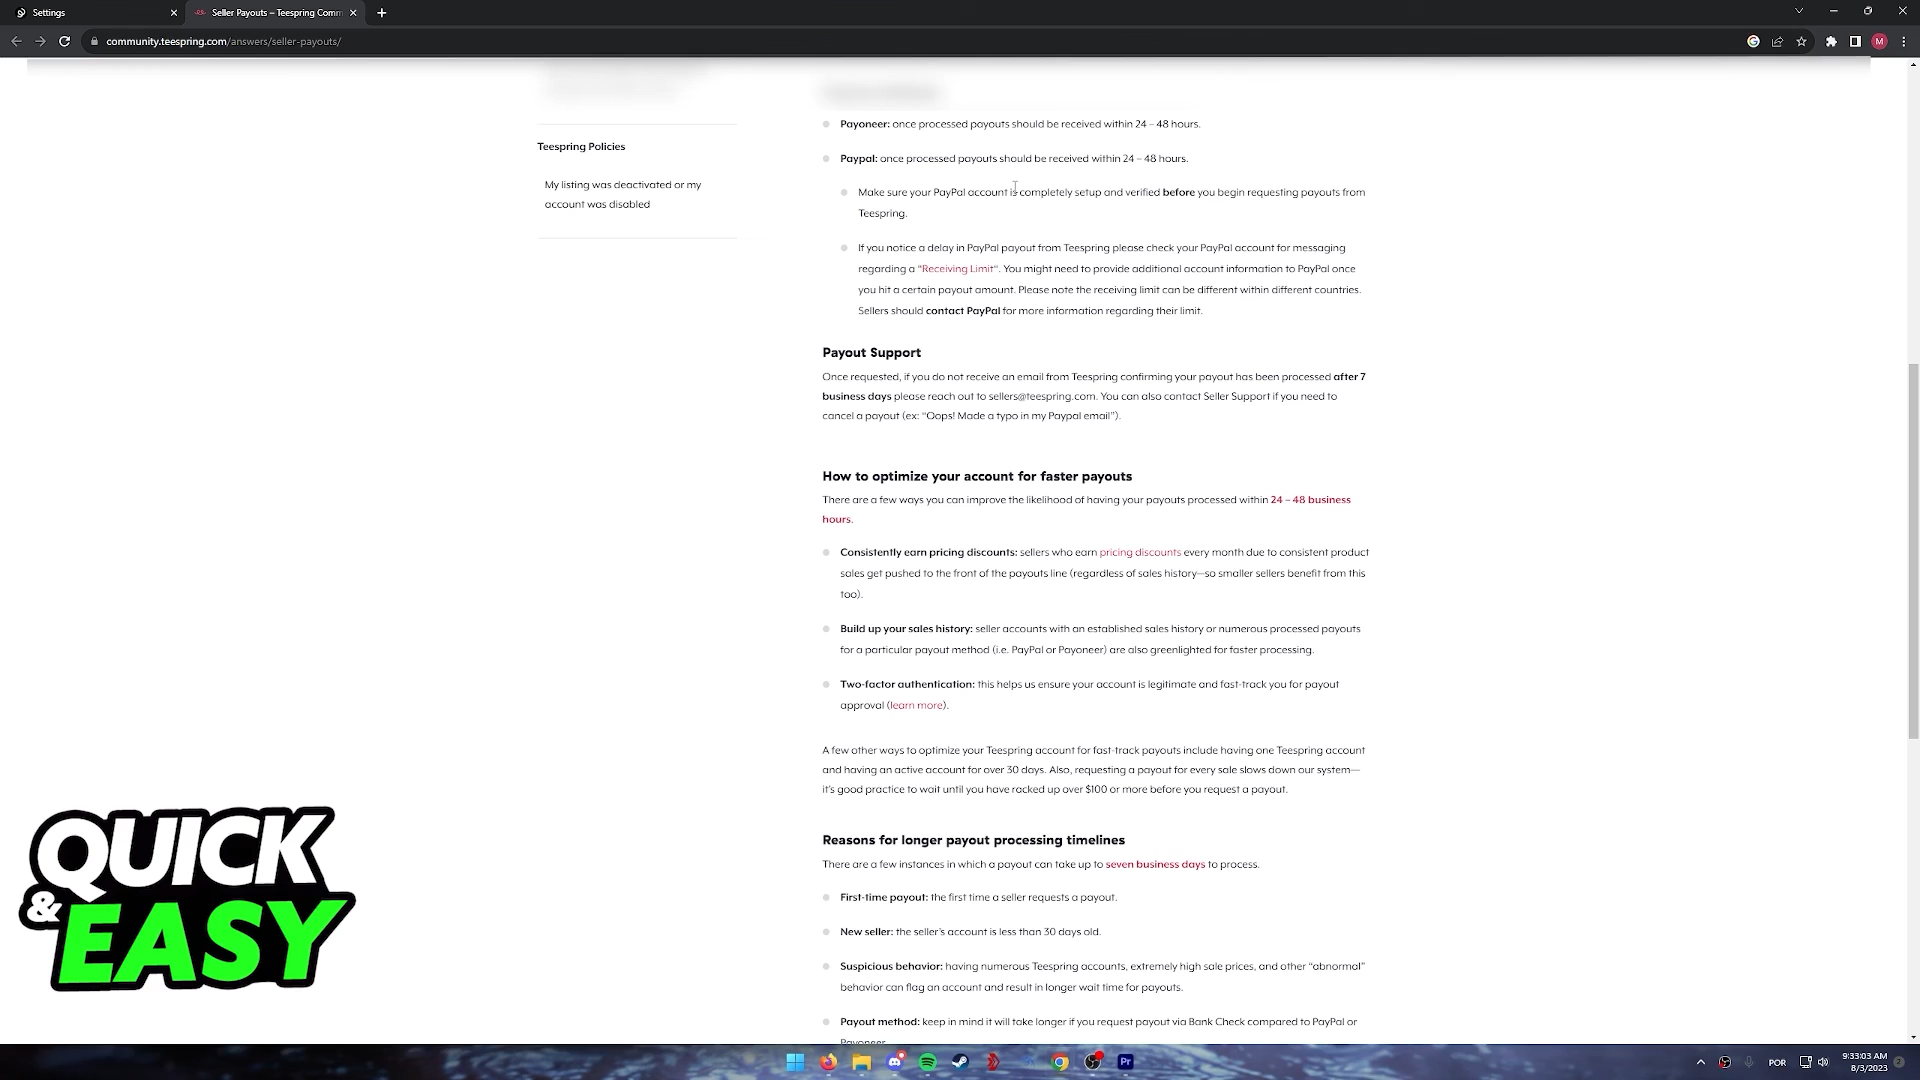 Settings
Seller Payouts – Teespring Comm
community.teespring.com/answers/seller-payouts/
M
Teespring Policies
My listing was deactivated or my
account was disabled
Payoneer: once processed payouts should be received within 24 – 48 hours.
Paypal: once processed payouts should be received within 24 – 48 hours.
Make sure your PayPal account is completely setup and verified before you begin requesting payouts from
Teespring.
If you notice a delay in PayPal payout from Teespring please check your PayPal account for messaging
regarding a “Receiving Limit“. You might need to provide additional account information to PayPal once
you hit a certain payout amount. Please note the receiving limit can be different within different countries.
Sellers should contact PayPal for more information regarding their limit.
Payout Support
Once requested, if you do not receive an email from Teespring confirming your payout has been processed after 7
business days please reach out to sellers@teespring.com. You can also contact Seller Support if you need to
cancel a payout (ex: “Oops! Made a typo in my Paypal email”).
How to optimize your account for faster payouts
There are a few ways you can improve the likelihood of having your payouts processed within 24 – 48 business
hours.
Consistently earn pricing discounts: sellers who earn pricing discounts every month due to consistent product
sales get pushed to the front of the payouts line (regardless of sales history—so smaller sellers benefit from this
too).
Build up your sales history: seller accounts with an established sales history or numerous processed payouts
for a particular payout method (i.e. PayPal or Payoneer) are also greenlighted for faster processing.
Two-factor authentication: this helps us ensure your account is legitimate and fast-track you for payout
approval (learn more).
A few other ways to optimize your Teespring account for fast-track payouts include having one Teespring account
and having an active account for over 30 days. Also, requesting a payout for every sale slows down our system—
it’s good practice to wait until you have racked up over $100 or more before you request a payout.
Reasons for longer payout processing timelines
There are a few instances in which a payout can take up to seven business days to process.
First-time payout: the first time a seller requests a payout.
New seller: the seller’s account is less than 30 days old.
Suspicious behavior: having numerous Teespring accounts, extremely high sale prices, and other “abnormal”
behavior can flag an account and result in longer wait time for payouts.
Payout method: keep in mind it will take longer if you request payout via Bank Check compared to PayPal or
Payoneer
QUICK
& EASY
Pr
POR
9:33:03 AM
8/3/2023
2